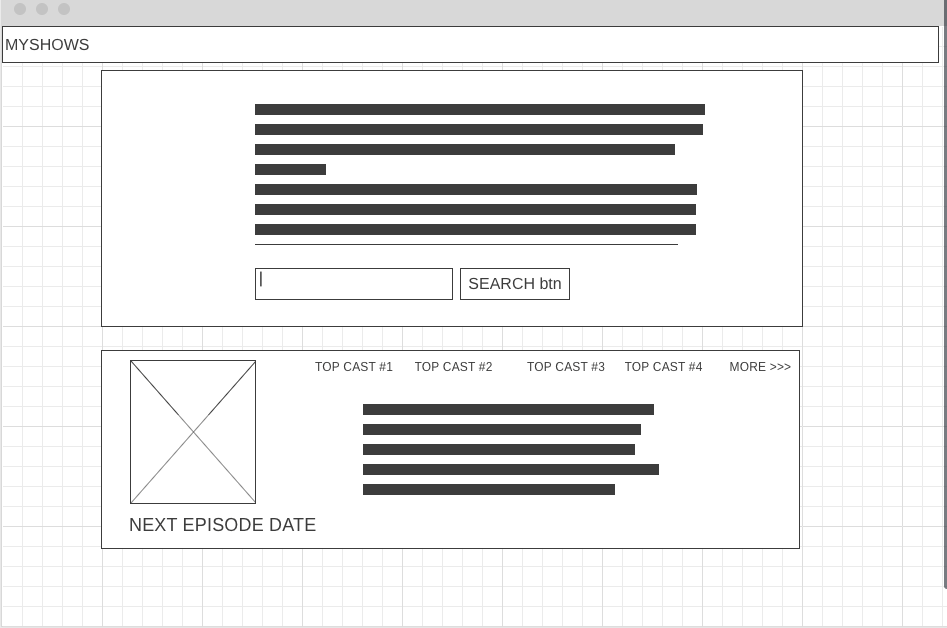 MYSHOWS
SEARCH btn
TOP CAST #1 TOP CAST #2 TOP CAST #3 TOP CAST #4 MORE >>>
NEXT EPISODE DATE